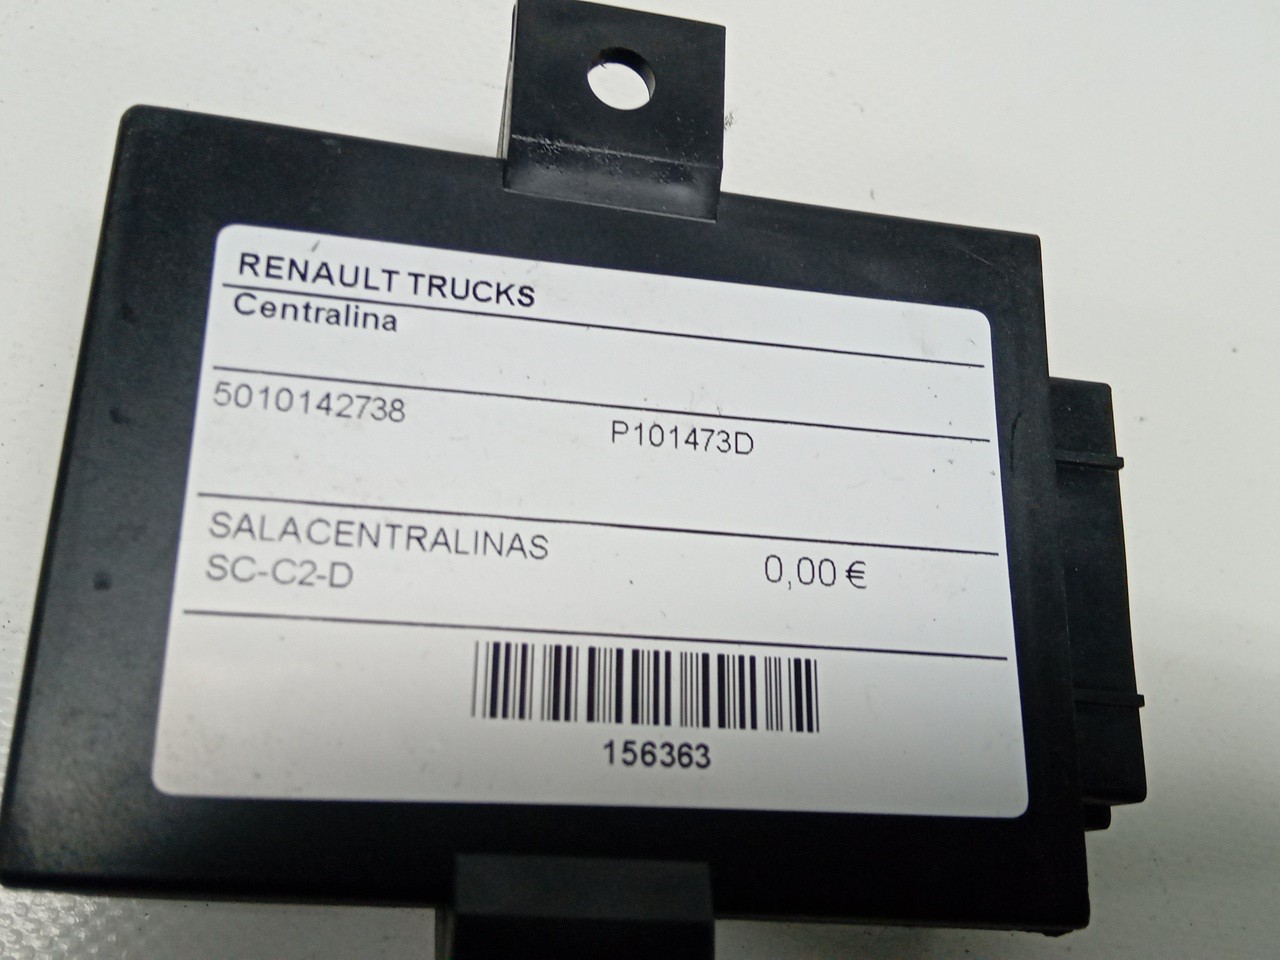 RENAULT TRUCKS
Centralina
5010142738 P101473D
SALACENTRALINAS
SC-C2-D 0,00 €
156363